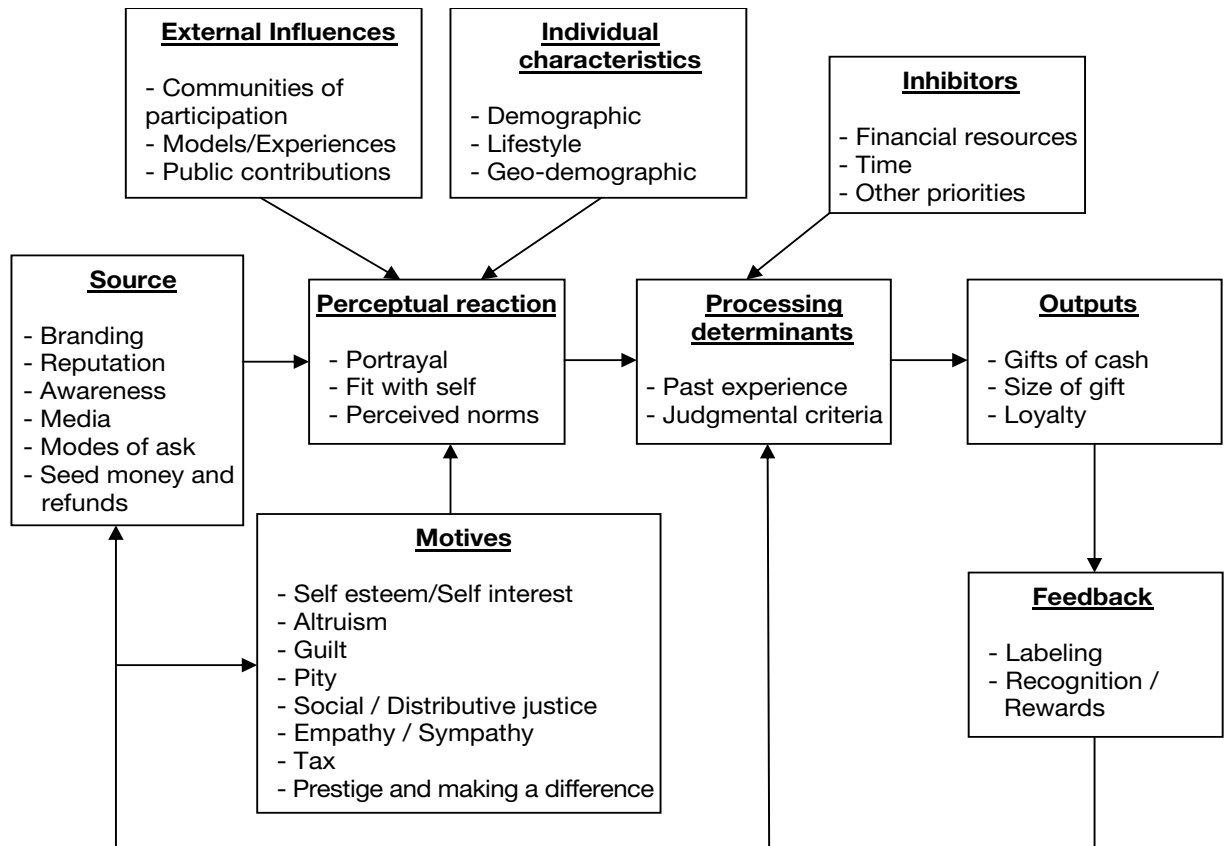 External Influences
- Communities of
participation
- Models/Experiences
- Public contributions
Individual
characteristics
- Demographic
- Lifestyle
- Geo-demographic
Inhibitors
- Financial resources
- Time
- Other priorities
Source
- Branding
- Reputation
- Awareness
- Media
- Modes of ask
- Seed money and
refunds
Perceptual reaction
- Portrayal
- Fit with self
- Perceived norms
Processing
determinants
- Past experience
- Judgmental criteria
Outputs
- Gifts of cash
- Size of gift
- Loyalty
Motives
- Self esteem/Self interest
- Altruism
- Guilt
- Pity
- Social / Distributive justice
- Empathy / Sympathy
- Tax
- Prestige and making a difference
Feedback
- Labeling
- Recognition /
Rewards